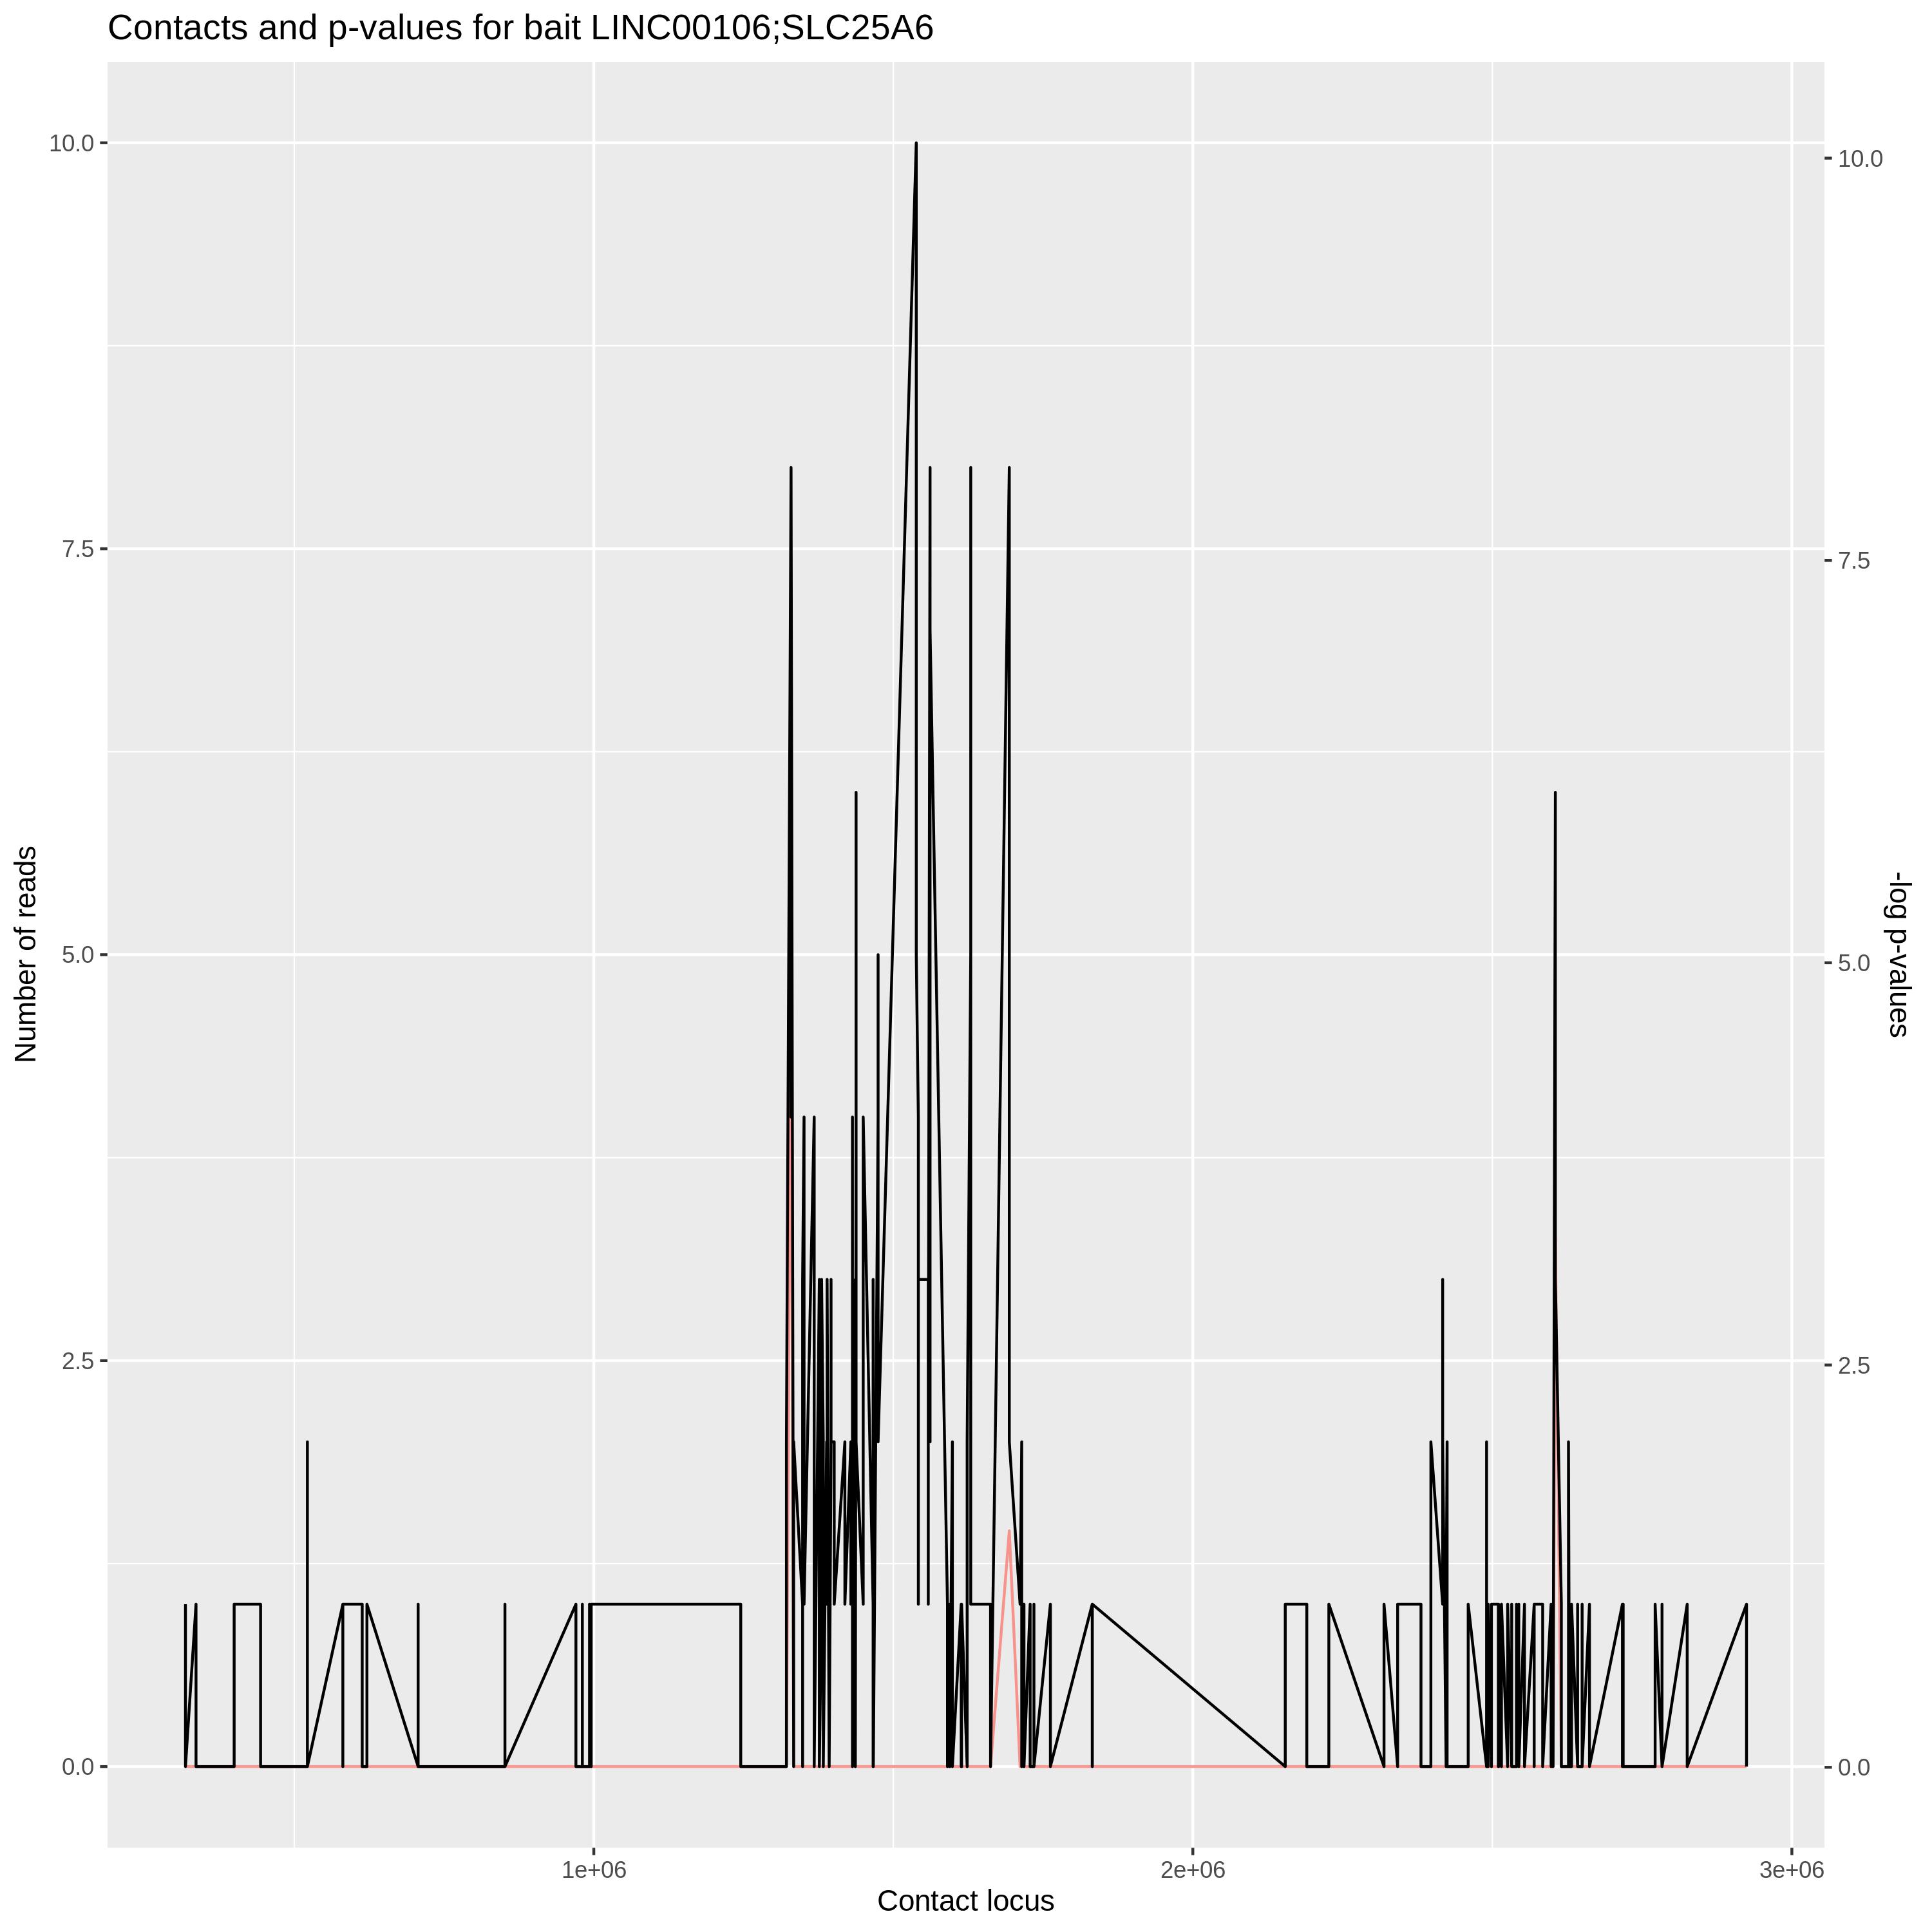 Contacts and p-values for bait LINC00106;SLC25A6
Number of reads
10.0
7.5
5.0
2.5
0.0
10.0
7.5
5.0
2.5
0.0
-log p-values
1e+06
2e+06
3e+06
Contact locus